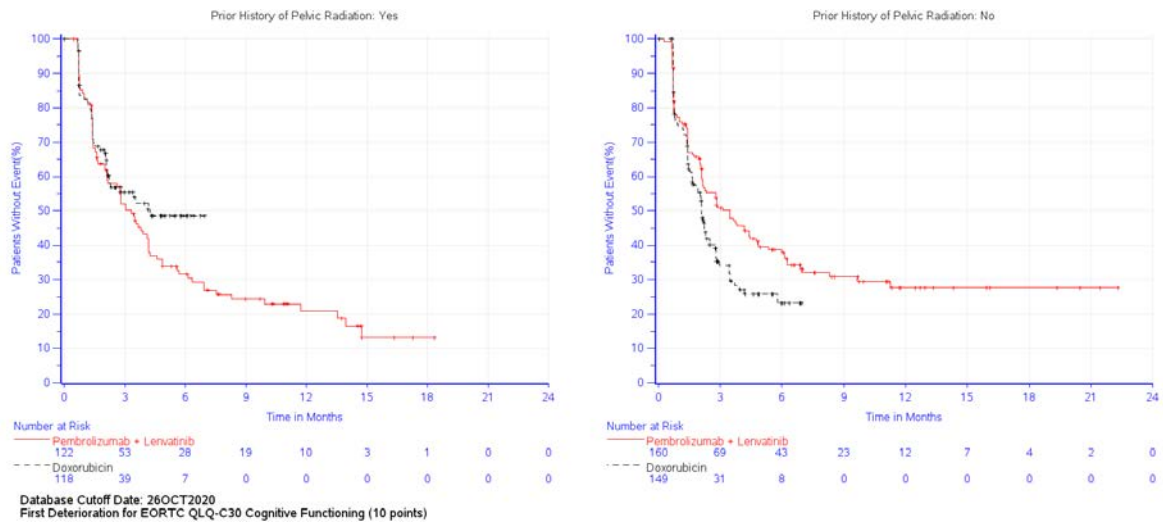 Prior History of Pelvic Radiation: Yes
100
90
80
70
60
50
40
30
20
10
0
Patients Without Event(%)
0 3 6 9 12 15 18 21 24
Time in Months
Number at Risk
Pembrolizumab + Lenvatinib
122 53 28 19 10 3 1 0 0
Doxorubicin
118 39 7 0 0 0 0 0 0
Prior History of Pelvic Radiation: No
100
90
80
70
60
50
40
30
20
10
0
Patients Without Event(%)
0 3 6 9 12 15 18 21 24
Time in Months
Number at Risk
Pembrolizumab + Lenvatinib
160 69 43 23 12 7 4 2 0
Doxorubicin
149 31 8 0 0 0 0 0 0
Database Cutoff Date: 26OCT2020
First Deterioration for EORTC QLQ-C30 Cognitive Functioning (10 points)